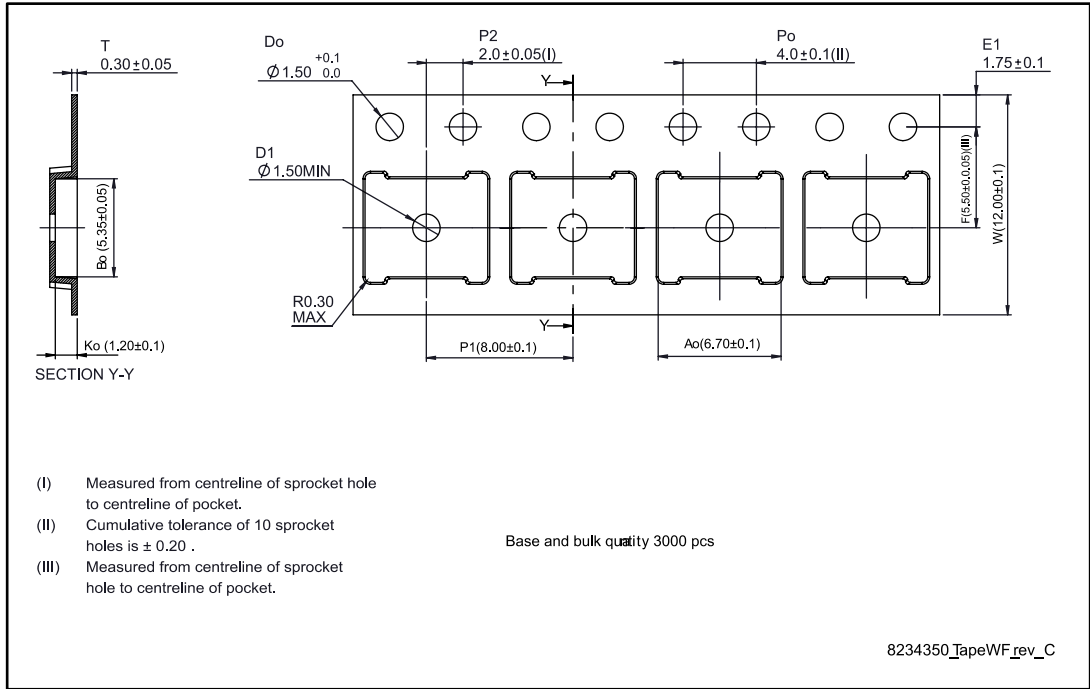 T
0.30±0.05
Do
Ø1.50 +0.1 0.0
P2
2.0±0.05(I)
Y
Po
4.0±0.1(II)
E1
1.75±0.1
D1
Ø1.50MIN
Bo (5.35±0.05)
F(5.50±0.0.05)(III)
W(12.00±0.1)
R0.30
MAX
Y
Ko (1.20±0.1)
P1(8.00±0.1)
Ao(6.70±0.1)
SECTION Y-Y
(I) Measured from centreline of sprocket hole
to centreline of pocket.
(II) Cumulative tolerance of 10 sprocket
holes is ± 0.20 .
(III) Measured from centreline of sprocket
hole to centreline of pocket.
Base and bulk quatity 3000 pcs
8234350_TapeWF_rev_C